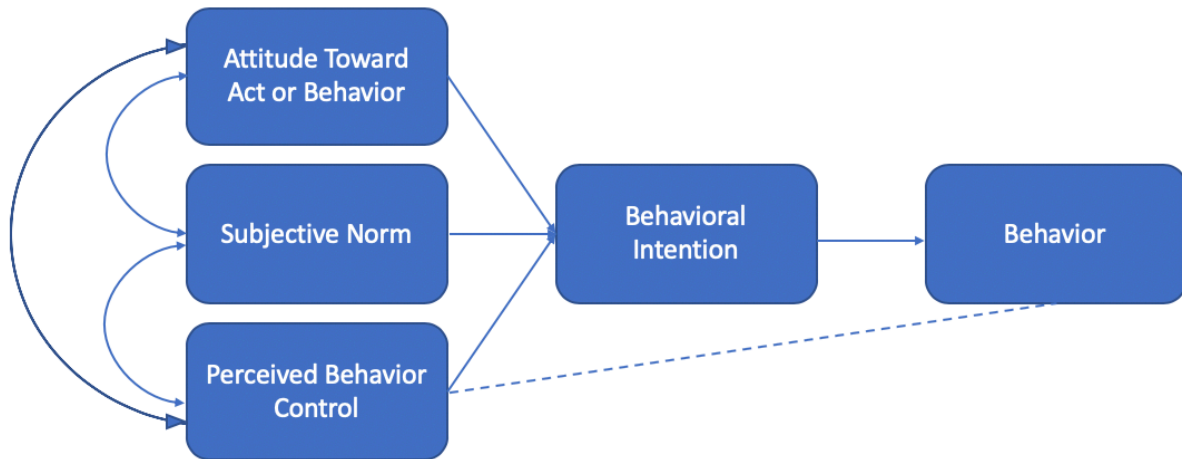 Attitude Toward
Act or Behavior
Subjective Norm
Perceived Behavior
Control
Behavioral
Intention
Behavior